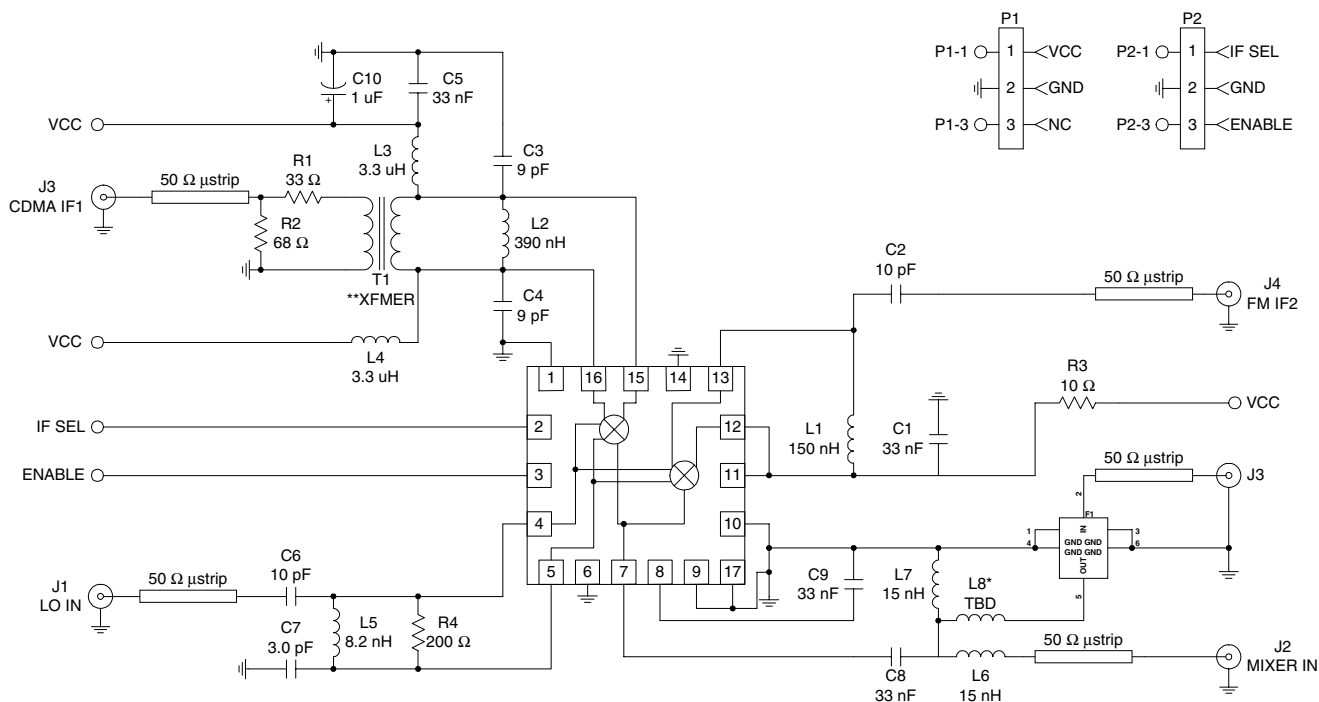 P1
P2
P1-1
1
VCC
2
GND
P1-3
3
NC
P2-1
1
IF SEL
2
GND
P2-3
3
ENABLE
C10
1 uF
+
C5
33 nF
VCC
L3
3.3 uH
C3
9 pF
J3
CDMA IF1
50 Ω µstrip
R1
33 Ω
R2
68 Ω
T1
**XFMER
L2
390 nH
C4
9 pF
C2
10 pF
50 Ω µstrip
J4
FM IF2
VCC
L4
3.3 uH
1
16
15
14
13
R3
10 Ω
VCC
IF SEL
2
12
L1
150 nH
C1
33 nF
ENABLE
3
11
50 Ω µstrip
J3
4
10
2
F1
IN
1
4
GND GND
GND GND
3
6
OUT
5
5
6
7
8
9
17
C9
33 nF
L7
15 nH
L8*
TBD
J1
LO IN
50 Ω µstrip
C6
10 pF
C7
3.0 pF
L5
8.2 nH
R4
200 Ω
C8
33 nF
L6
15 nH
50 Ω µstrip
J2
MIXER IN